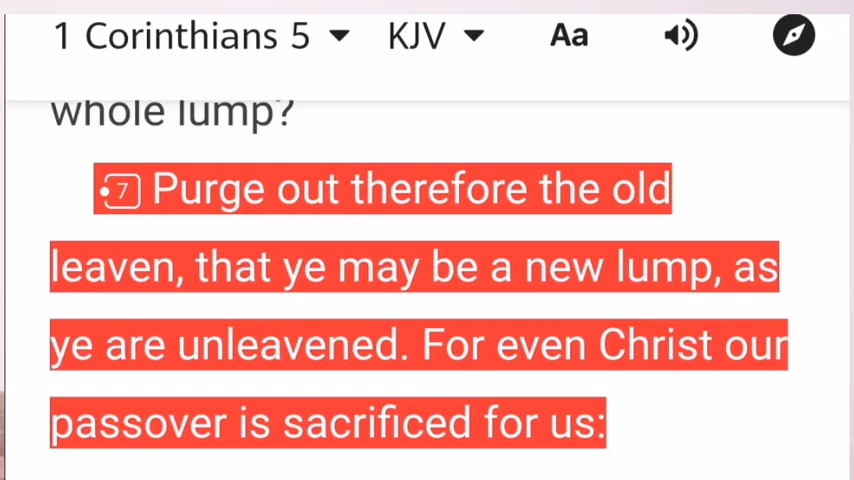 1 Corinthians 5 KJV Aa
whole lump?
7 Purge out therefore the old
leaven, that ye may be a new lump, as
ye are unleavened. For even Christ our
passover is sacrificed for us: